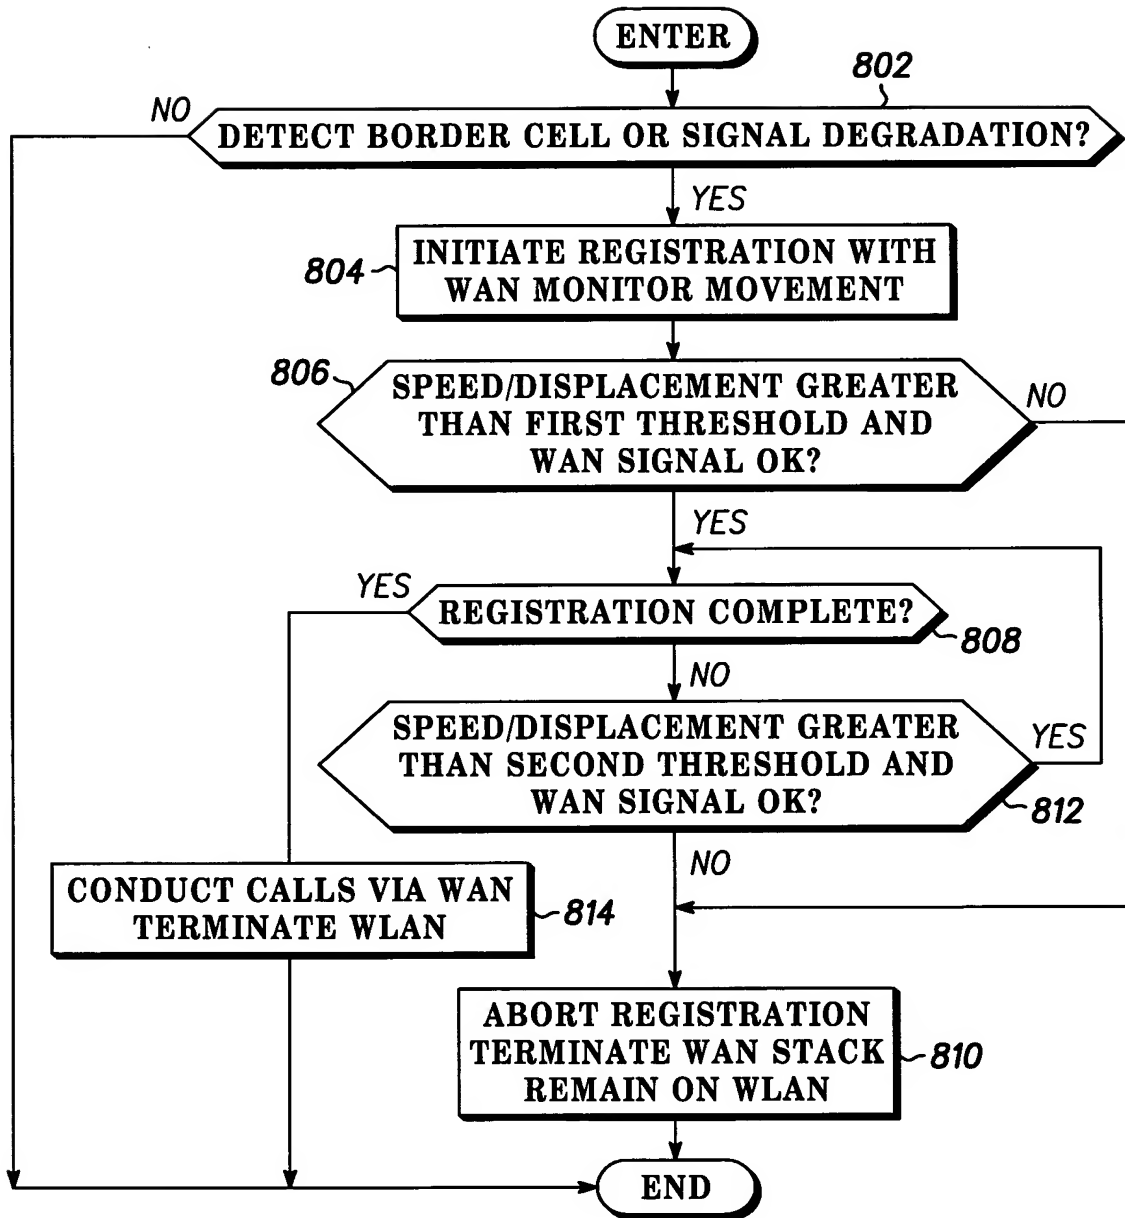 ENTER
802
NO
DETECT BORDER CELL OR SIGNAL DEGRADATION?
YES
804
INITIATE REGISTRATION WITH
WAN MONITOR MOVEMENT
806
SPEED/DISPLACEMENT GREATER
THAN FIRST THRESHOLD AND
WAN SIGNAL OK?
NO
YES
YES
REGISTRATION COMPLETE?
808
NO
SPEED/DISPLACEMENT GREATER
THAN SECOND THRESHOLD AND
WAN SIGNAL OK?
YES
812
NO
CONDUCT CALLS VIA WAN
TERMINATE WLAN
814
ABORT REGISTRATION
TERMINATE WAN STACK
REMAIN ON WLAN
810
END